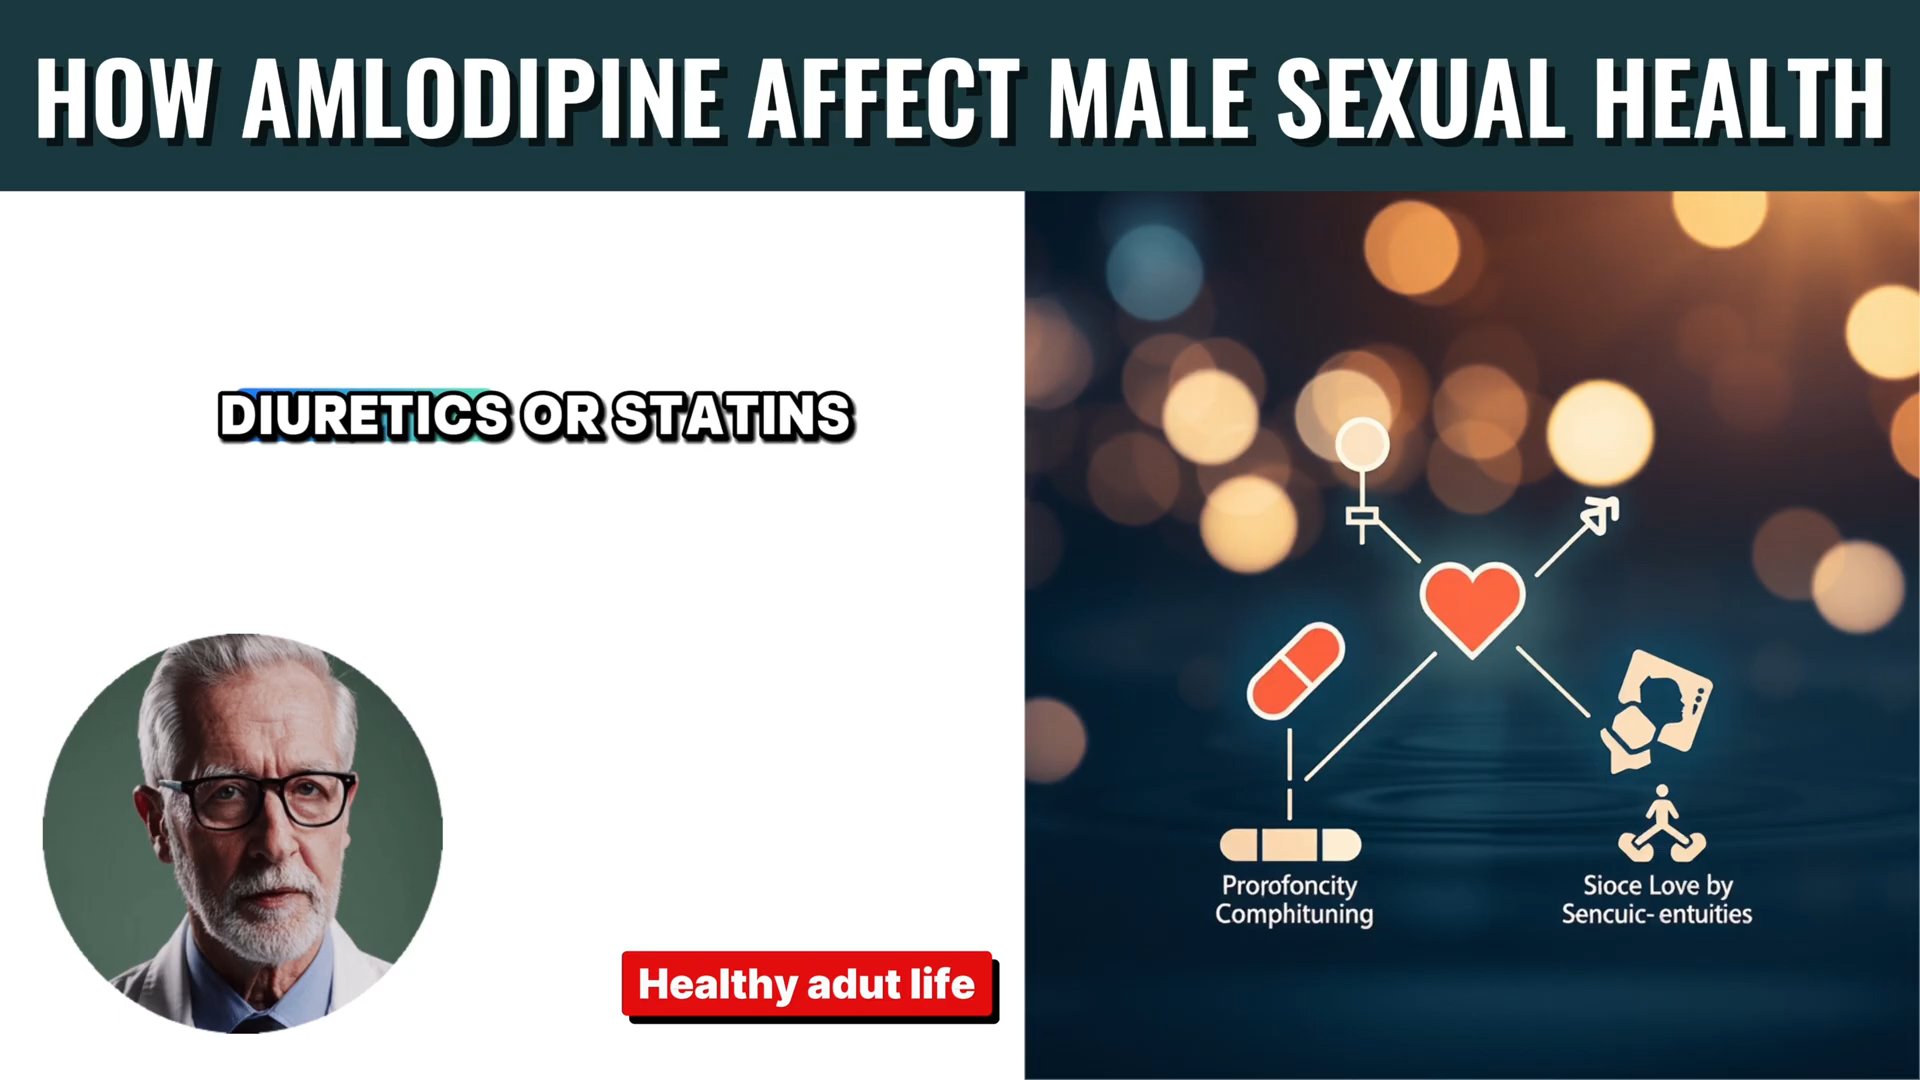 HOW AMLODIPINE AFFECT MALE SEXUAL HEALTH
DIURETICS OR STATINS
Healthy adut life
Prorofoncity
Comphituning
Sioce Love by
Sencuic- entuities